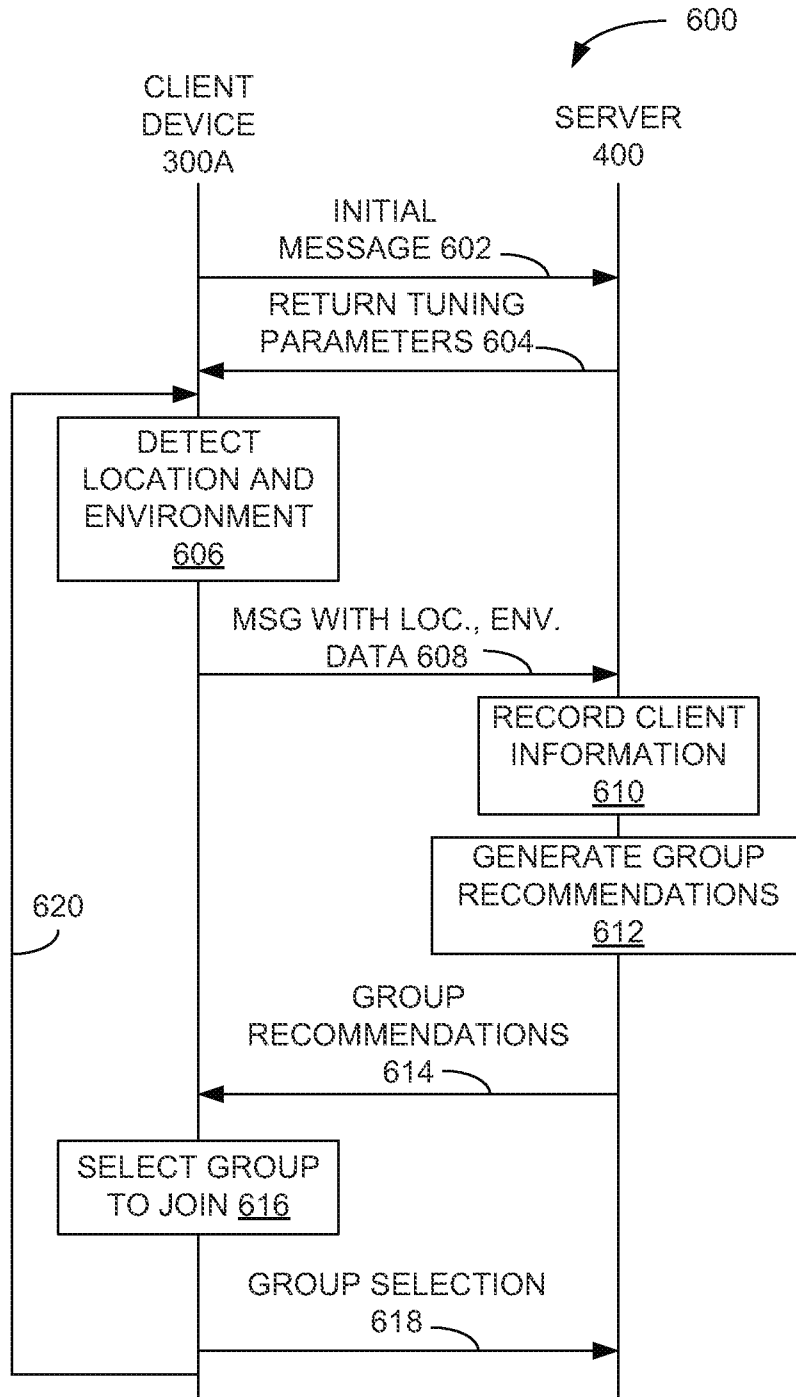 600
CLIENT
DEVICE
300A
SERVER
400
INITIAL
MESSAGE 602
RETURN TUNING
PARAMETERS 604
DETECT
LOCATION AND
ENVIRONMENT
606
MSG WITH LOC., ENV.
DATA 608
RECORD CLIENT
INFORMATION
610
GENERATE GROUP
RECOMMENDATIONS
612
620
GROUP
RECOMMENDATIONS
614
SELECT GROUP
TO JOIN 616
GROUP SELECTION
618